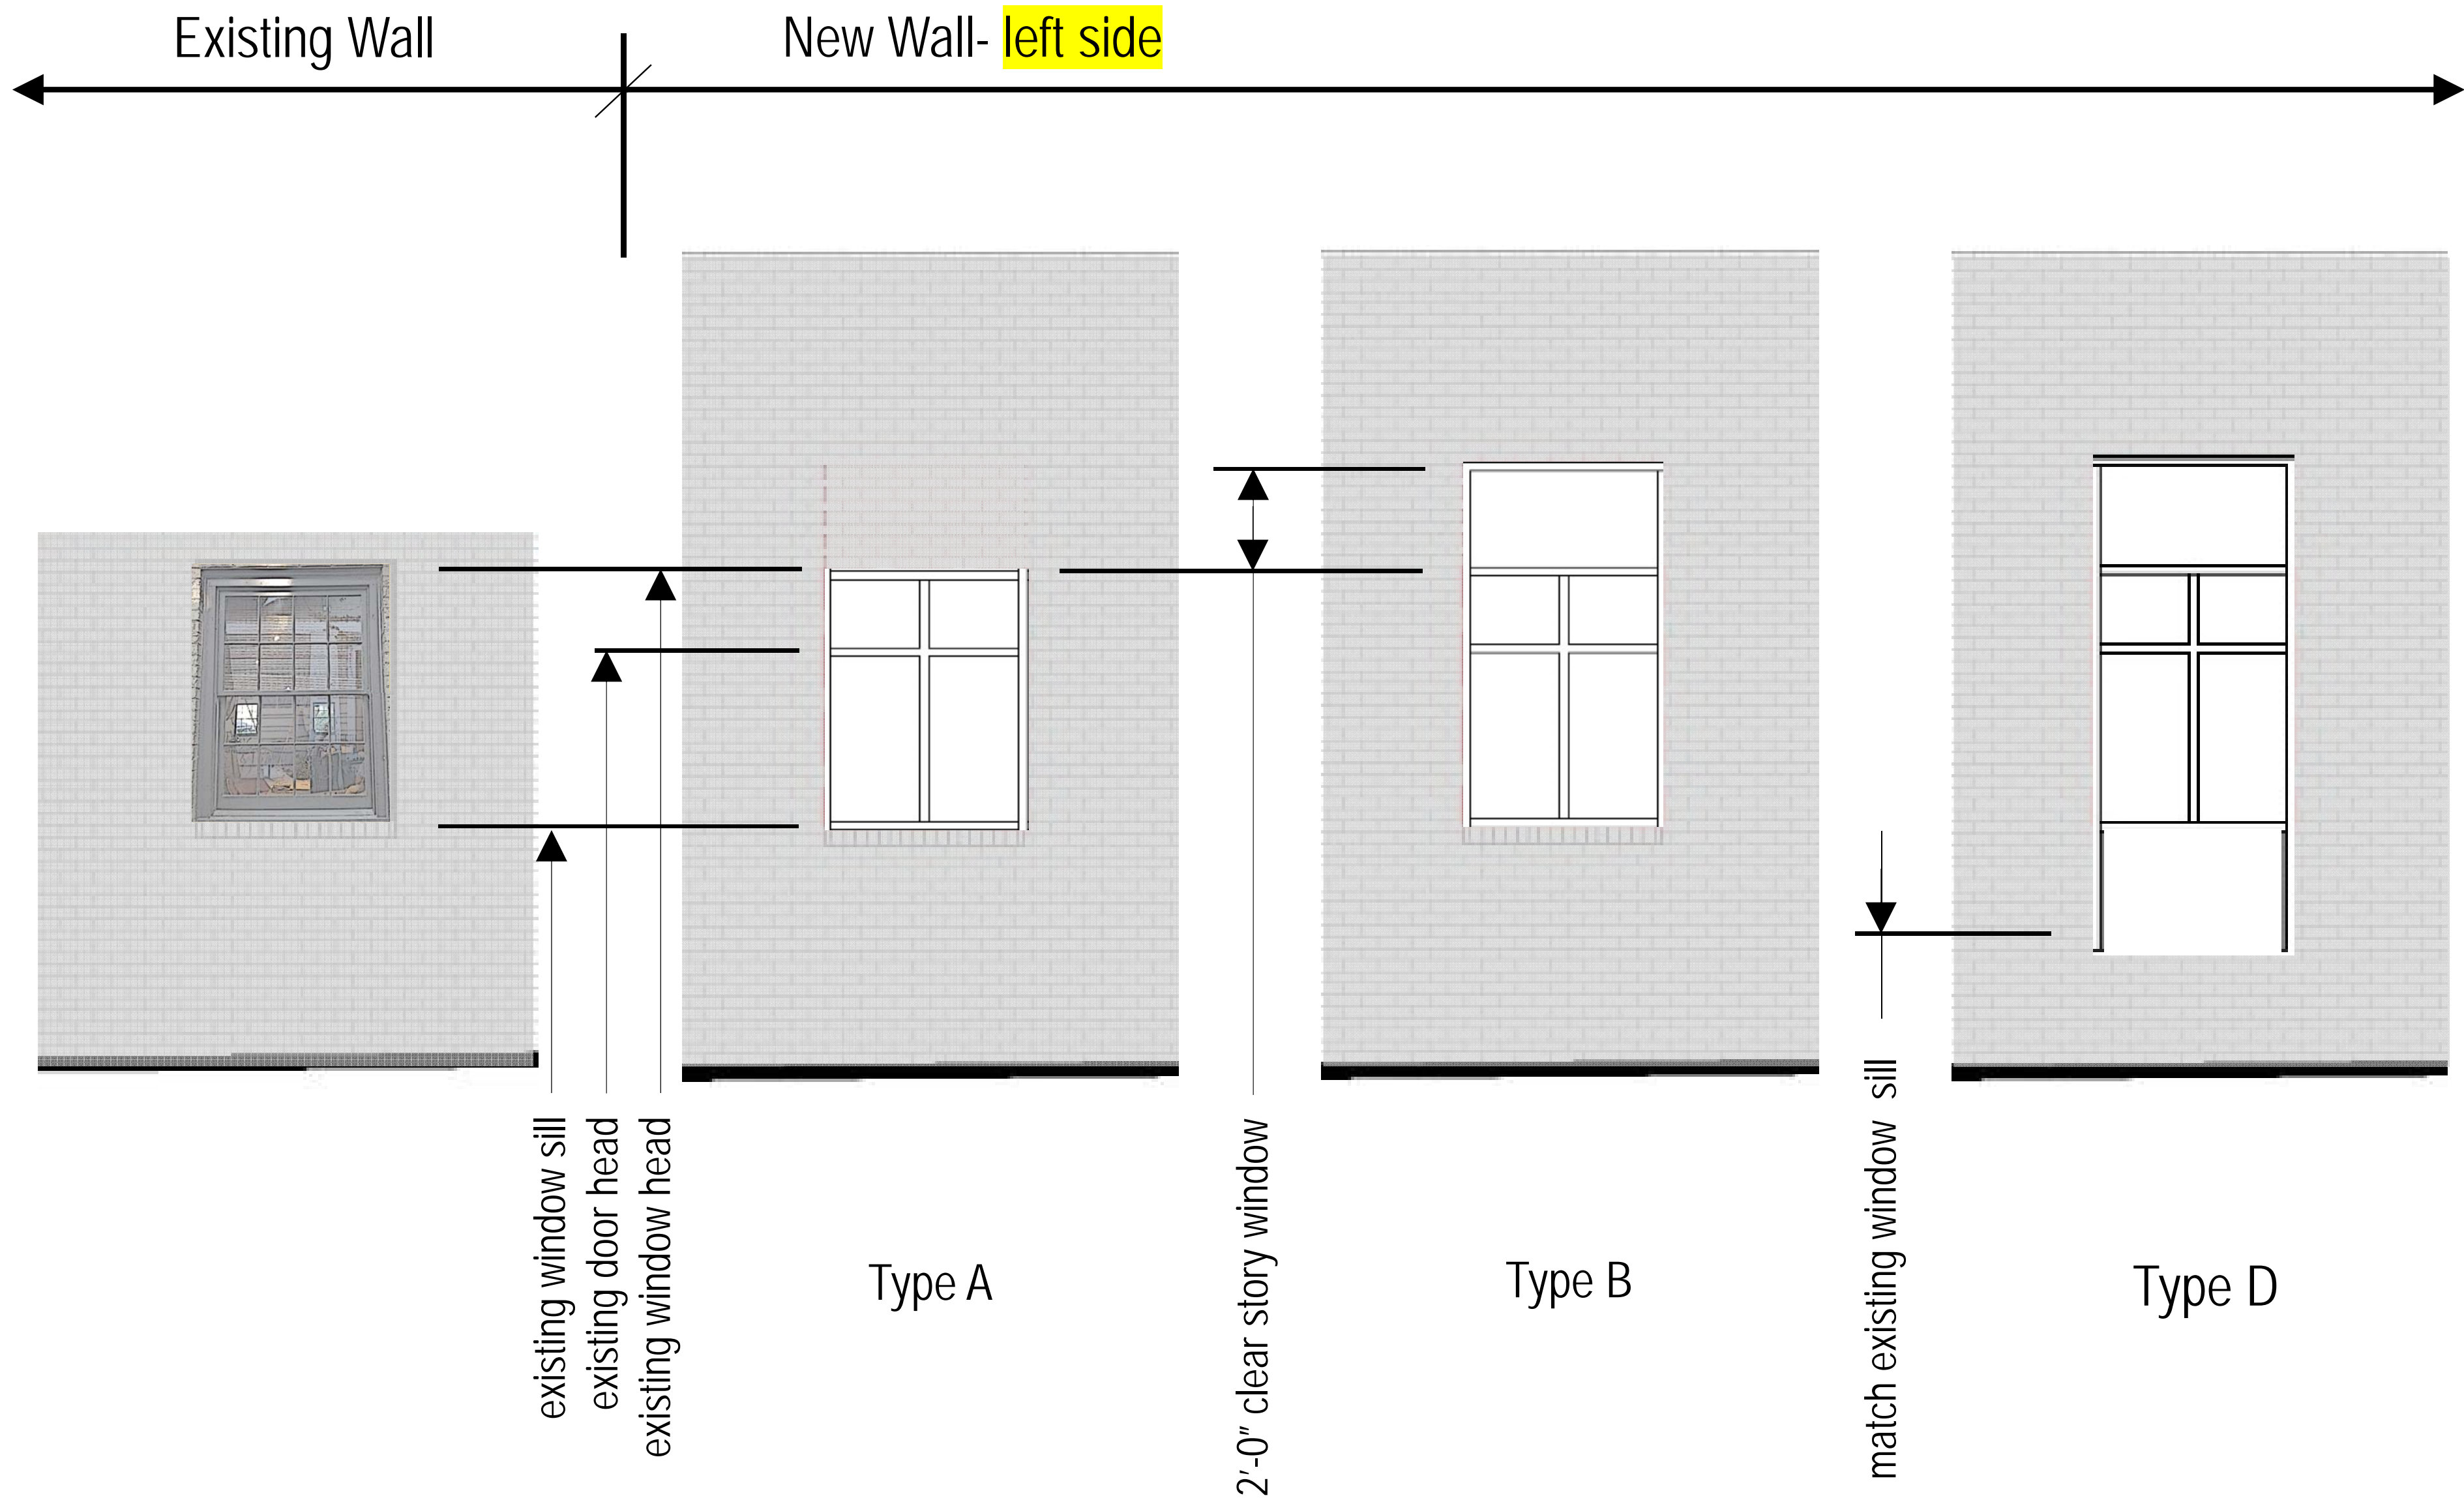 Existing Wall
New Wall- left side
existing window sill
existing door head
existing window head
2'-0" clear story window
match existing window sill
Type A
Type B
Type D